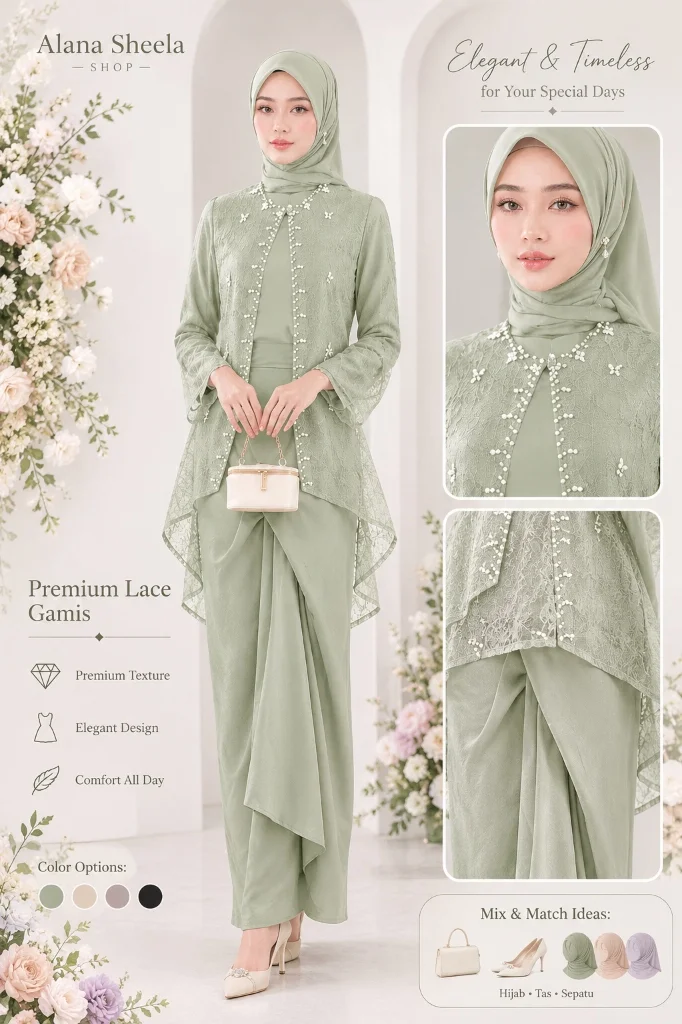 Alana Sheela
SHOP
Elegant & Timeless
for Your Special Days
Premium Lace
Gamis
Premium Texture
Elegant Design
Comfort All Day
Color Options:
Mix & Match Ideas:
Hijab • Tas • Sepatu